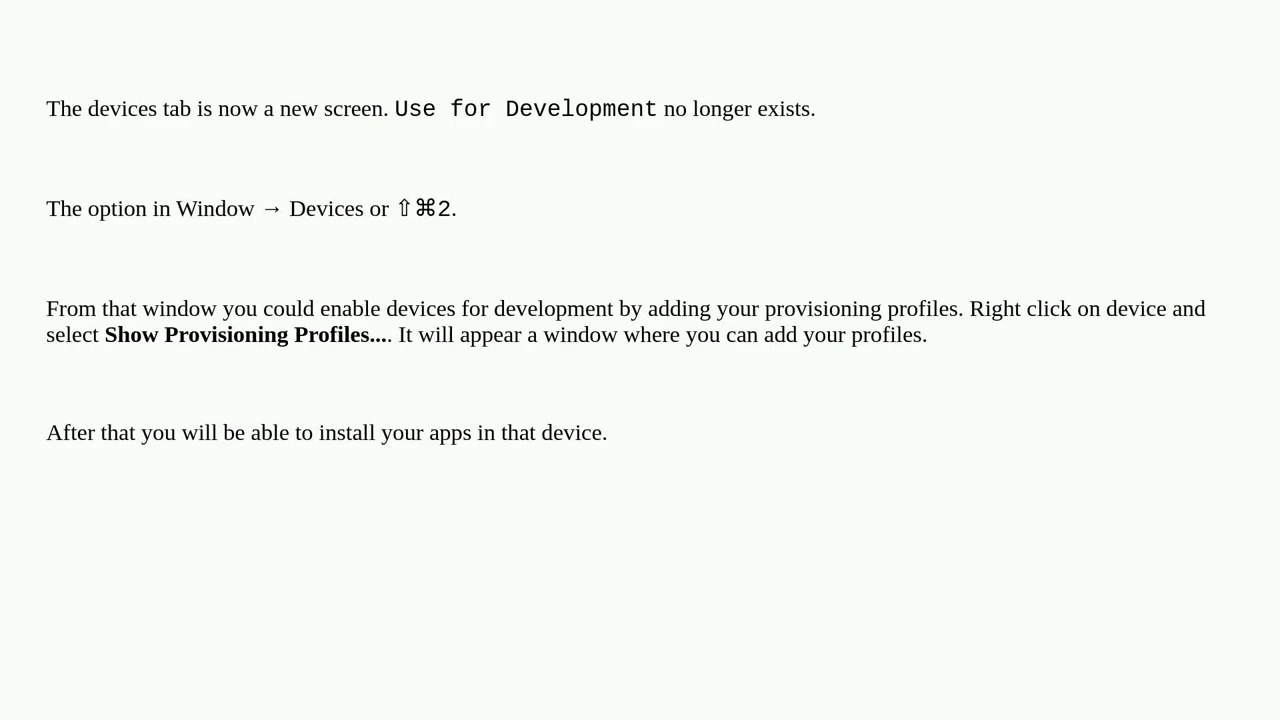 The devices tab is now a new screen. Use for Development no longer exists.
The option in Window → Devices or ⇧⌘2.
From that window you could enable devices for development by adding your provisioning profiles. Right click on device and
select Show Provisioning Profiles.... It will appear a window where you can add your profiles.
After that you will be able to install your apps in that device.